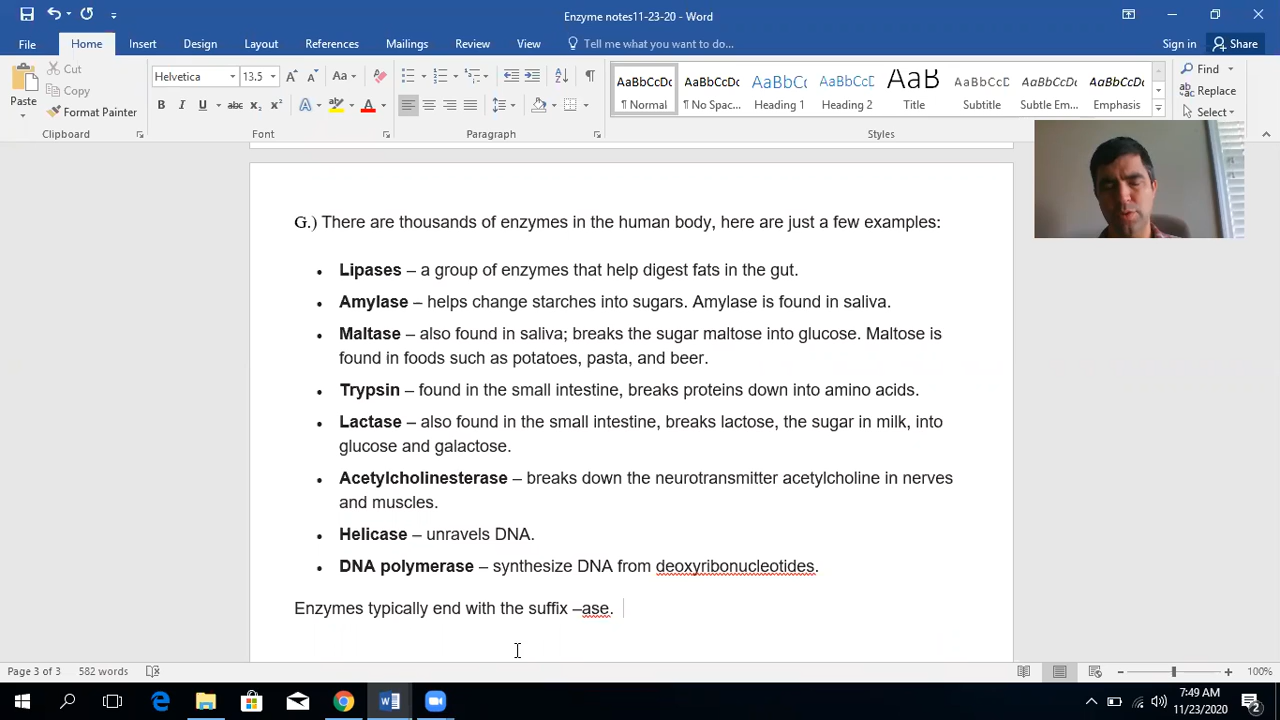 Enzyme notes11-23-20 - Word
File Home Insert Design Layout References Mailings Review View Tell me what you want to do... Sign in Share
Paste Cut Copy Format Painter
Helvetica 13.5
AaBbCcDc AaBbCcDc AaBbCc AaBbCcDc AaB AaBbCcDc AaBbCcDc AaBbCcDc
¶ Normal ¶ No Spac... Heading 1 Heading 2 Title Subtitle Subtle Em... Emphasis
Find Replace Select
Clipboard Font Paragraph Styles Editing
G.) There are thousands of enzymes in the human body, here are just a few examples:
• Lipases – a group of enzymes that help digest fats in the gut.
• Amylase – helps change starches into sugars. Amylase is found in saliva.
• Maltase – also found in saliva; breaks the sugar maltose into glucose. Maltose is
found in foods such as potatoes, pasta, and beer.
• Trypsin – found in the small intestine, breaks proteins down into amino acids.
• Lactase – also found in the small intestine, breaks lactose, the sugar in milk, into
glucose and galactose.
• Acetylcholinesterase – breaks down the neurotransmitter acetylcholine in nerves
and muscles.
• Helicase – unravels DNA.
• DNA polymerase – synthesize DNA from deoxyribonucleotides.
Enzymes typically end with the suffix –ase.
Page 3 of 3 582 words 100%
7:49 AM
11/23/2020
2